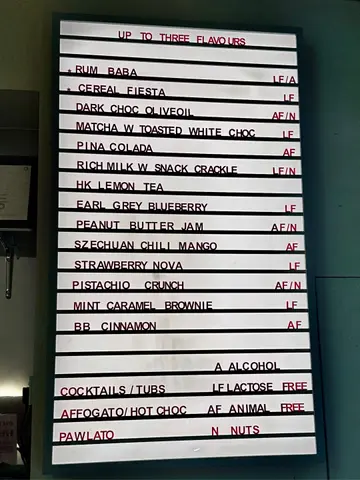 UP TO THREE FLAVOURS
* RUM BABA LF/A
* CEREAL FIESTA LF
DARK CHOC OLIVEOIL AF/N
MATCHA W TOASTED WHITE CHOC LF
PINA COLADA AF
RICH MILK W SNACK CRACKLE LF/N
HK LEMON TEA
EARL GREY BLUEBERRY LF
PEANUT BUTTER JAM AF/N
SZECHUAN CHILI MANGO AF
STRAWBERRY NOVA LF
PISTACHIO CRUNCH AF/N
MINT CARAMEL BROWNIE LF
BB CINNAMON AF
A ALCOHOL
COCKTAILS/TUBS LF LACTOSE FREE
AFFOGATO/HOT CHOC AF ANIMAL FREE
PAWLATO N NUTS